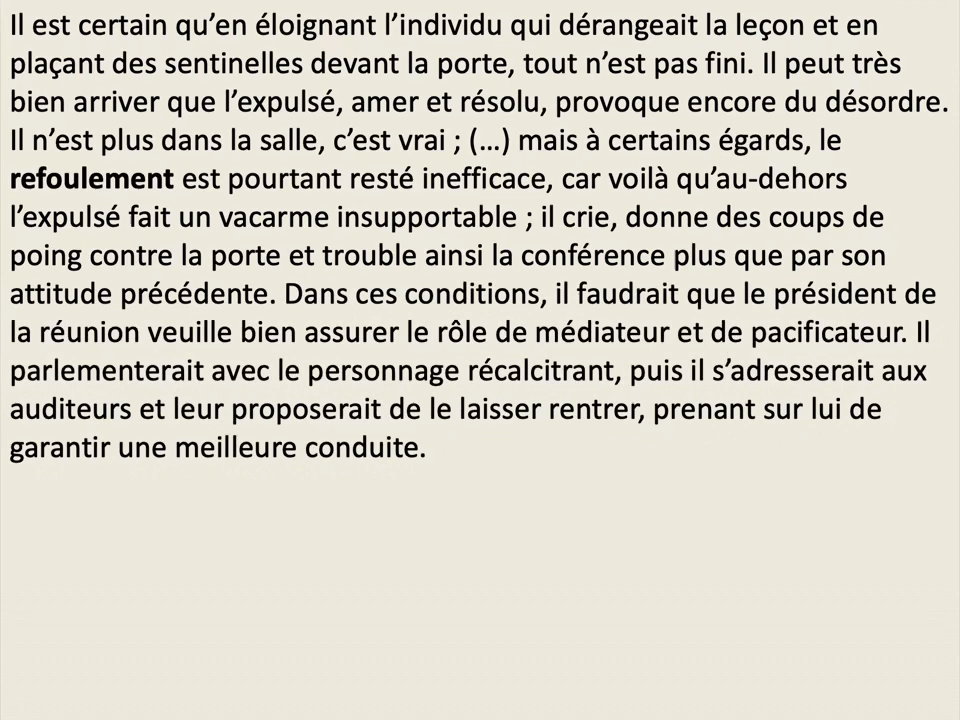 Il est certain qu’en éloignant l’individu qui dérangeait la leçon et en
plaçant des sentinelles devant la porte, tout n’est pas fini. Il peut très
bien arriver que l’expulsé, amer et résolu, provoque encore du désordre.
Il n’est plus dans la salle, c’est vrai ; (…) mais à certains égards, le
refoulement est pourtant resté inefficace, car voilà qu’au-dehors
l’expulsé fait un vacarme insupportable ; il crie, donne des coups de
poing contre la porte et trouble ainsi la conférence plus que par son
attitude précédente. Dans ces conditions, il faudrait que le président de
la réunion veuille bien assurer le rôle de médiateur et de pacificateur. Il
parlementerait avec le personnage récalcitrant, puis il s’adresserait aux
auditeurs et leur proposerait de le laisser rentrer, prenant sur lui de
garantir une meilleure conduite.